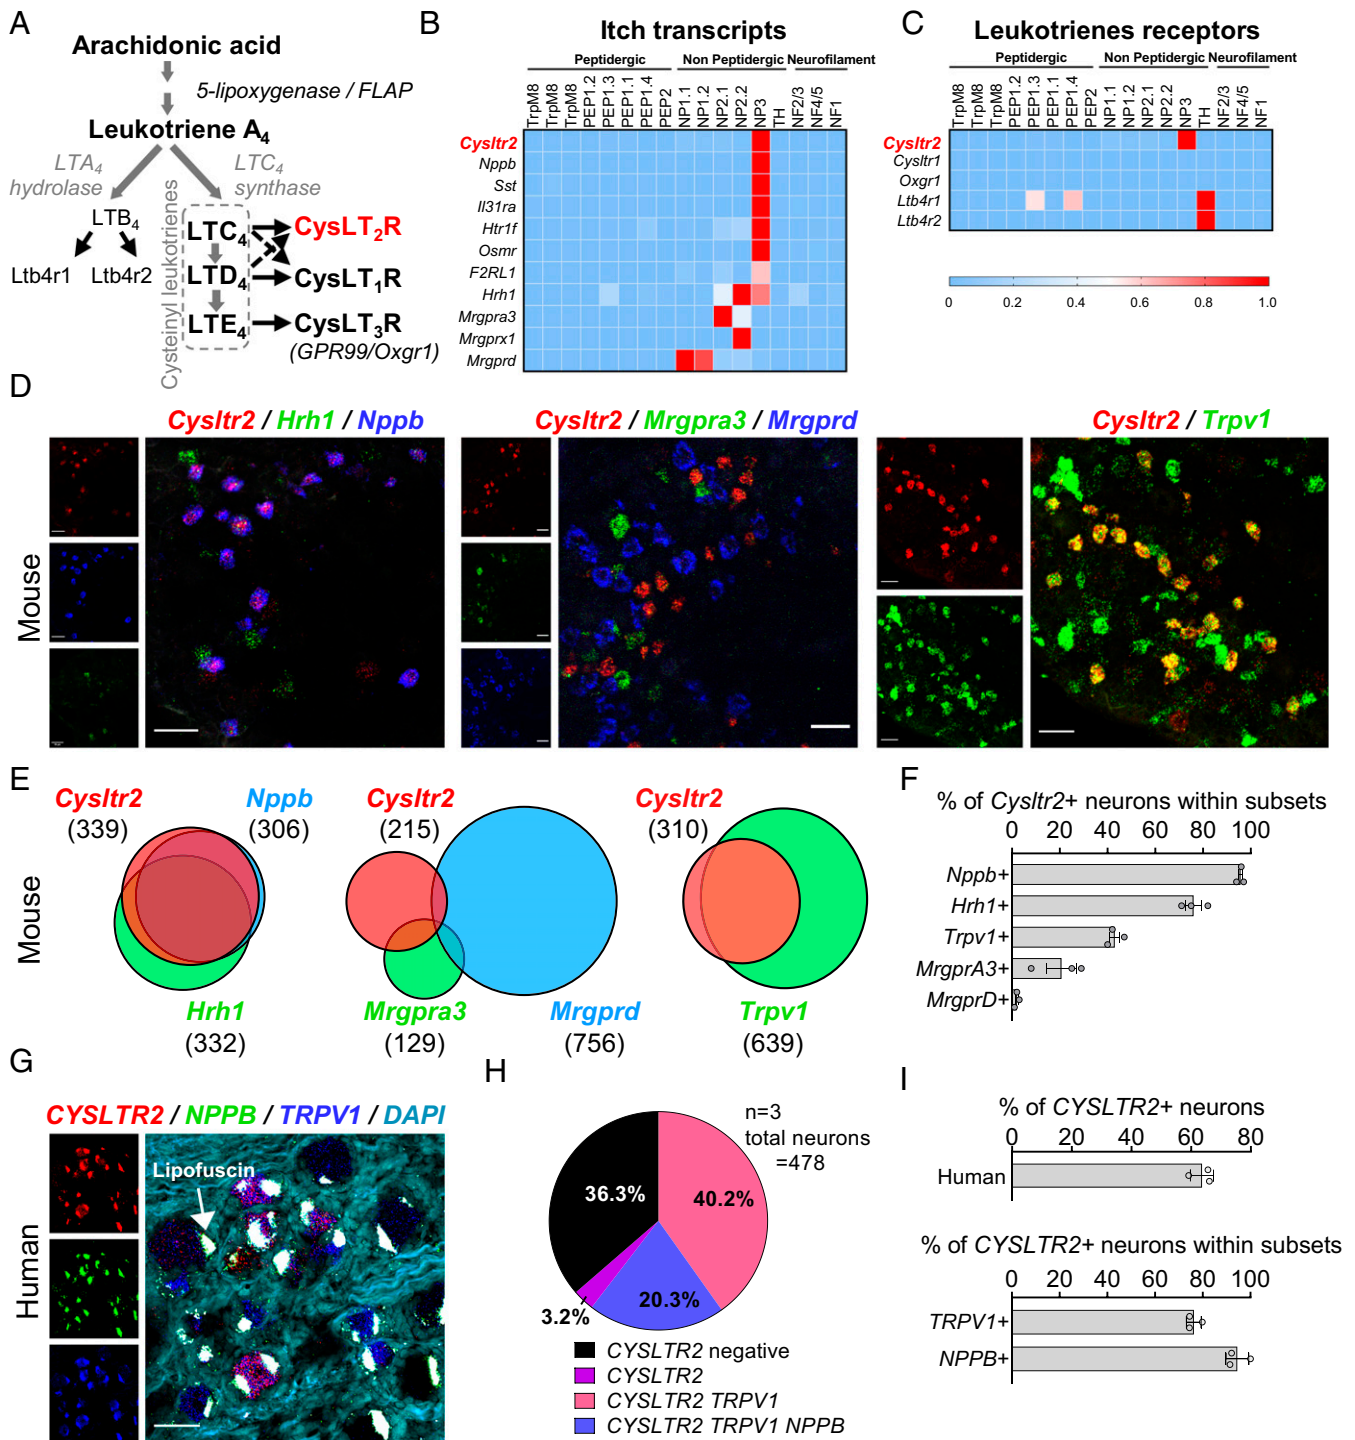 A
Arachidonic acid
5-lipoxygenase / FLAP
Leukotriene A4
LTA4 hydrolase
LTC4 synthase
LTB4
Ltb4r1 Ltb4r2
Cysteinyl leukotrienes
LTC4 CysLT2R
LTD4 CysLT1R
LTE4 CysLT3R
(GPR99/Oxgr1)
B
Itch transcripts
Peptidergic Non Peptidergic Neurofilament
TrpM8 TrpM8 TrpM8 PEP1.2 PEP1.3 PEP1.1 PEP1.4 PEP2 NP1.1 NP1.2 NP2.1 NP2.2 NP3 TH NF2/3 NF4/5 NF1
Cysltr2
Nppb
Sst
Il31ra
Htr1f
Osmr
F2RL1
Hrh1
Mrgpra3
Mrgprx1
Mrgprd
C
Leukotrienes receptors
Peptidergic Non Peptidergic Neurofilament
TrpM8 TrpM8 TrpM8 PEP1.2 PEP1.3 PEP1.1 PEP1.4 PEP2 NP1.1 NP1.2 NP2.1 NP2.2 NP3 TH NF2/3 NF4/5 NF1
Cysltr2
Cysltr1
Oxgr1
Ltb4r1
Ltb4r2
0 0.2 0.4 0.6 0.8 1.0
D
Mouse
Cysltr2 / Hrh1 / Nppb
Cysltr2 / Mrgpra3 / Mrgprd
Cysltr2 / Trpv1
E
Mouse
Cysltr2
(339)
Nppb
(306)
Hrh1
(332)
Cysltr2
(215)
Mrgpra3
(129)
Mrgprd
(756)
Cysltr2
(310)
Trpv1
(639)
F
% of Cysltr2+ neurons within subsets
0 20 40 60 80 100
Nppb+
Hrh1+
Trpv1+
MrgprA3+
MrgprD+
G
Human
CYSLTR2 / NPPB / TRPV1 / DAPI
Lipofuscin
H
n=3
total neurons
=478
36.3%
40.2%
3.2%
20.3%
CYSLTR2 negative
CYSLTR2
CYSLTR2 TRPV1
CYSLTR2 TRPV1 NPPB
I
% of CYSLTR2+ neurons
0 20 40 60 80
Human
% of CYSLTR2+ neurons within subsets
0 20 40 60 80 100
TRPV1+
NPPB+